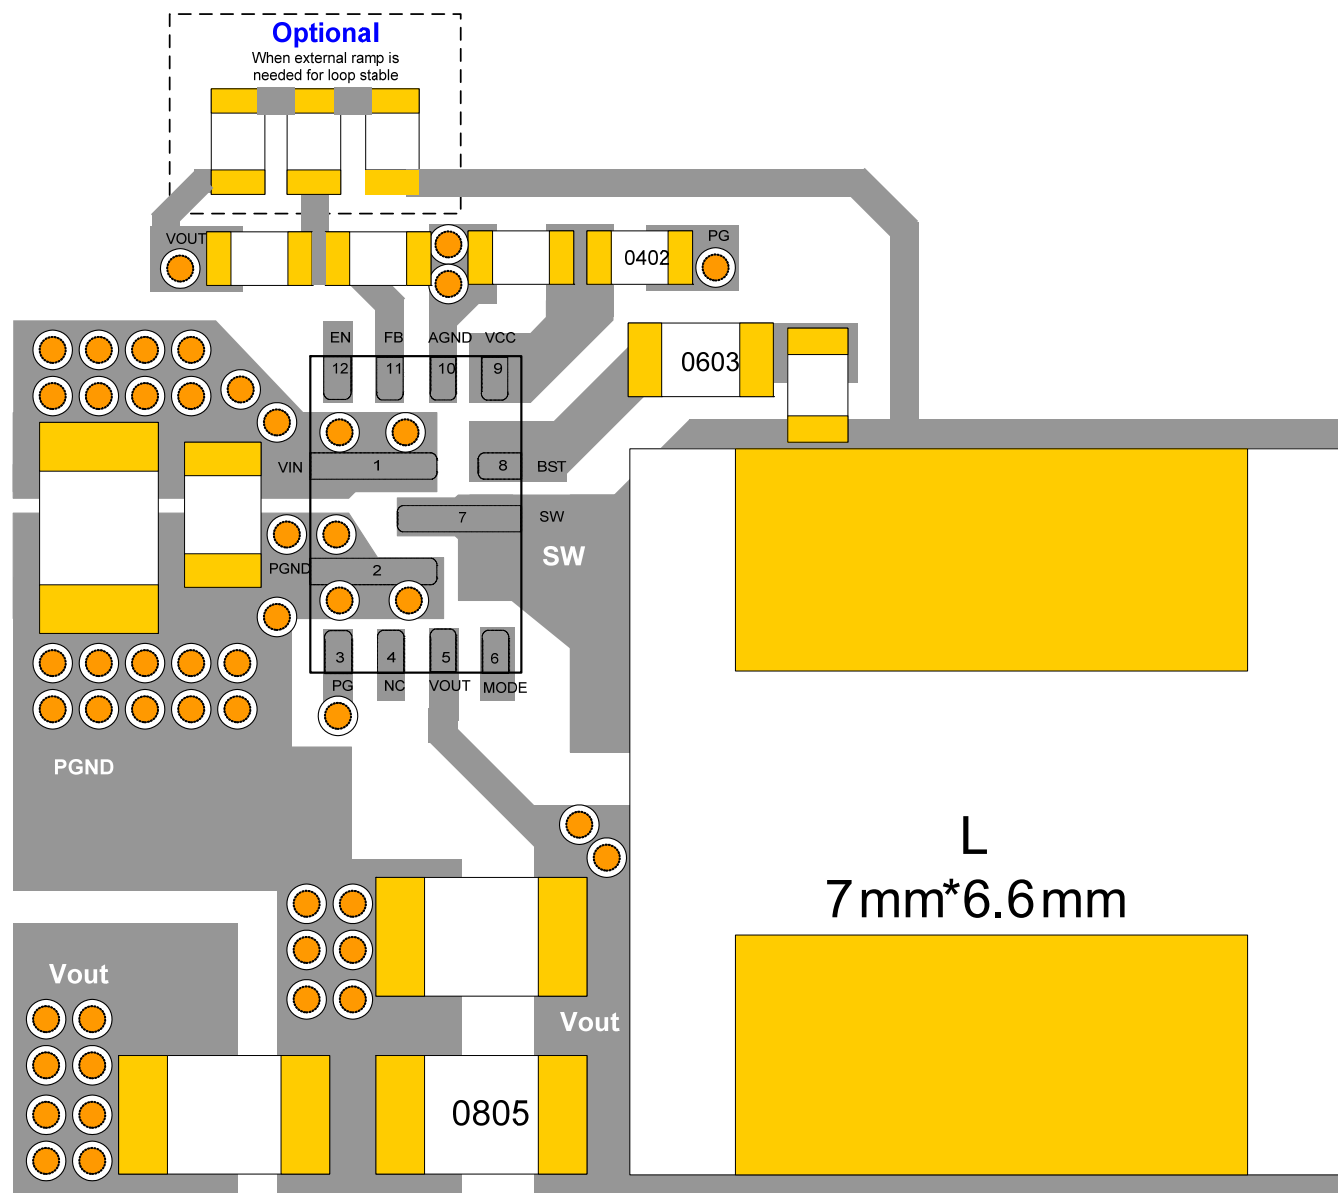 Optional
When external ramp is
needed for loop stable
VOUT
PG
0402
EN
FB
AGND
VCC
12
11
10
9
0603
VIN
1
8
BST
7
SW
SW
PGND
2
3
4
5
6
PG
NC
VOUT
MODE
PGND
L
7mm*6.6mm
Vout
Vout
0805